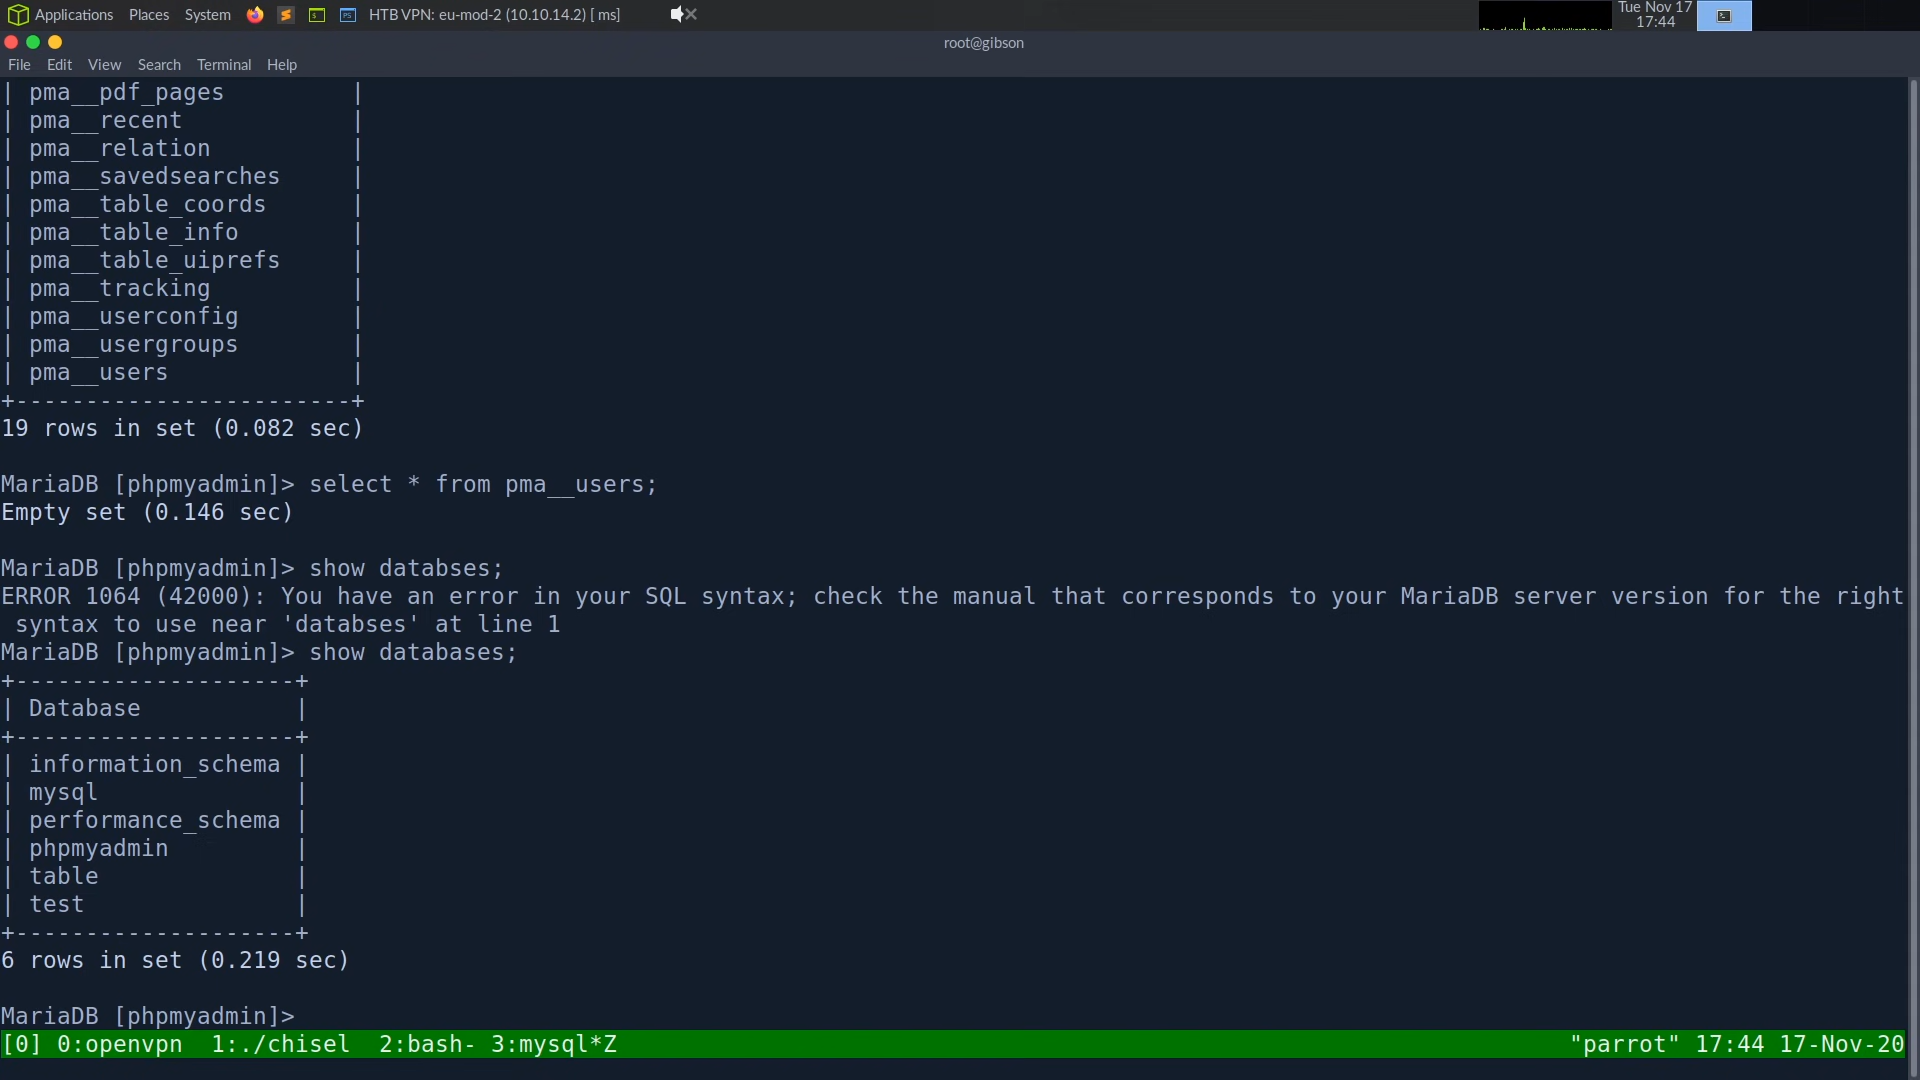 Applications Places System HTB VPN: eu-mod-2 (10.10.14.2) [ ms] Tue Nov 17
17:44
root@gibson
File Edit View Search Terminal Help
| pma__pdf_pages |
| pma__recent |
| pma__relation |
| pma__savedsearches |
| pma__table_coords |
| pma__table_info |
| pma__table_uiprefs |
| pma__tracking |
| pma__userconfig |
| pma__usergroups |
| pma__users |
+------------------------+
19 rows in set (0.082 sec)
MariaDB [phpmyadmin]> select * from pma__users;
Empty set (0.146 sec)
MariaDB [phpmyadmin]> show databses;
ERROR 1064 (42000): You have an error in your SQL syntax; check the manual that corresponds to your MariaDB server version for the right
syntax to use near 'databses' at line 1
MariaDB [phpmyadmin]> show databases;
+--------------------+
| Database |
+--------------------+
| information_schema |
| mysql |
| performance_schema |
| phpmyadmin |
| table |
| test |
+--------------------+
6 rows in set (0.219 sec)
MariaDB [phpmyadmin]>
[0] 0:openvpn 1:./chisel 2:bash- 3:mysql*Z "parrot" 17:44 17-Nov-20